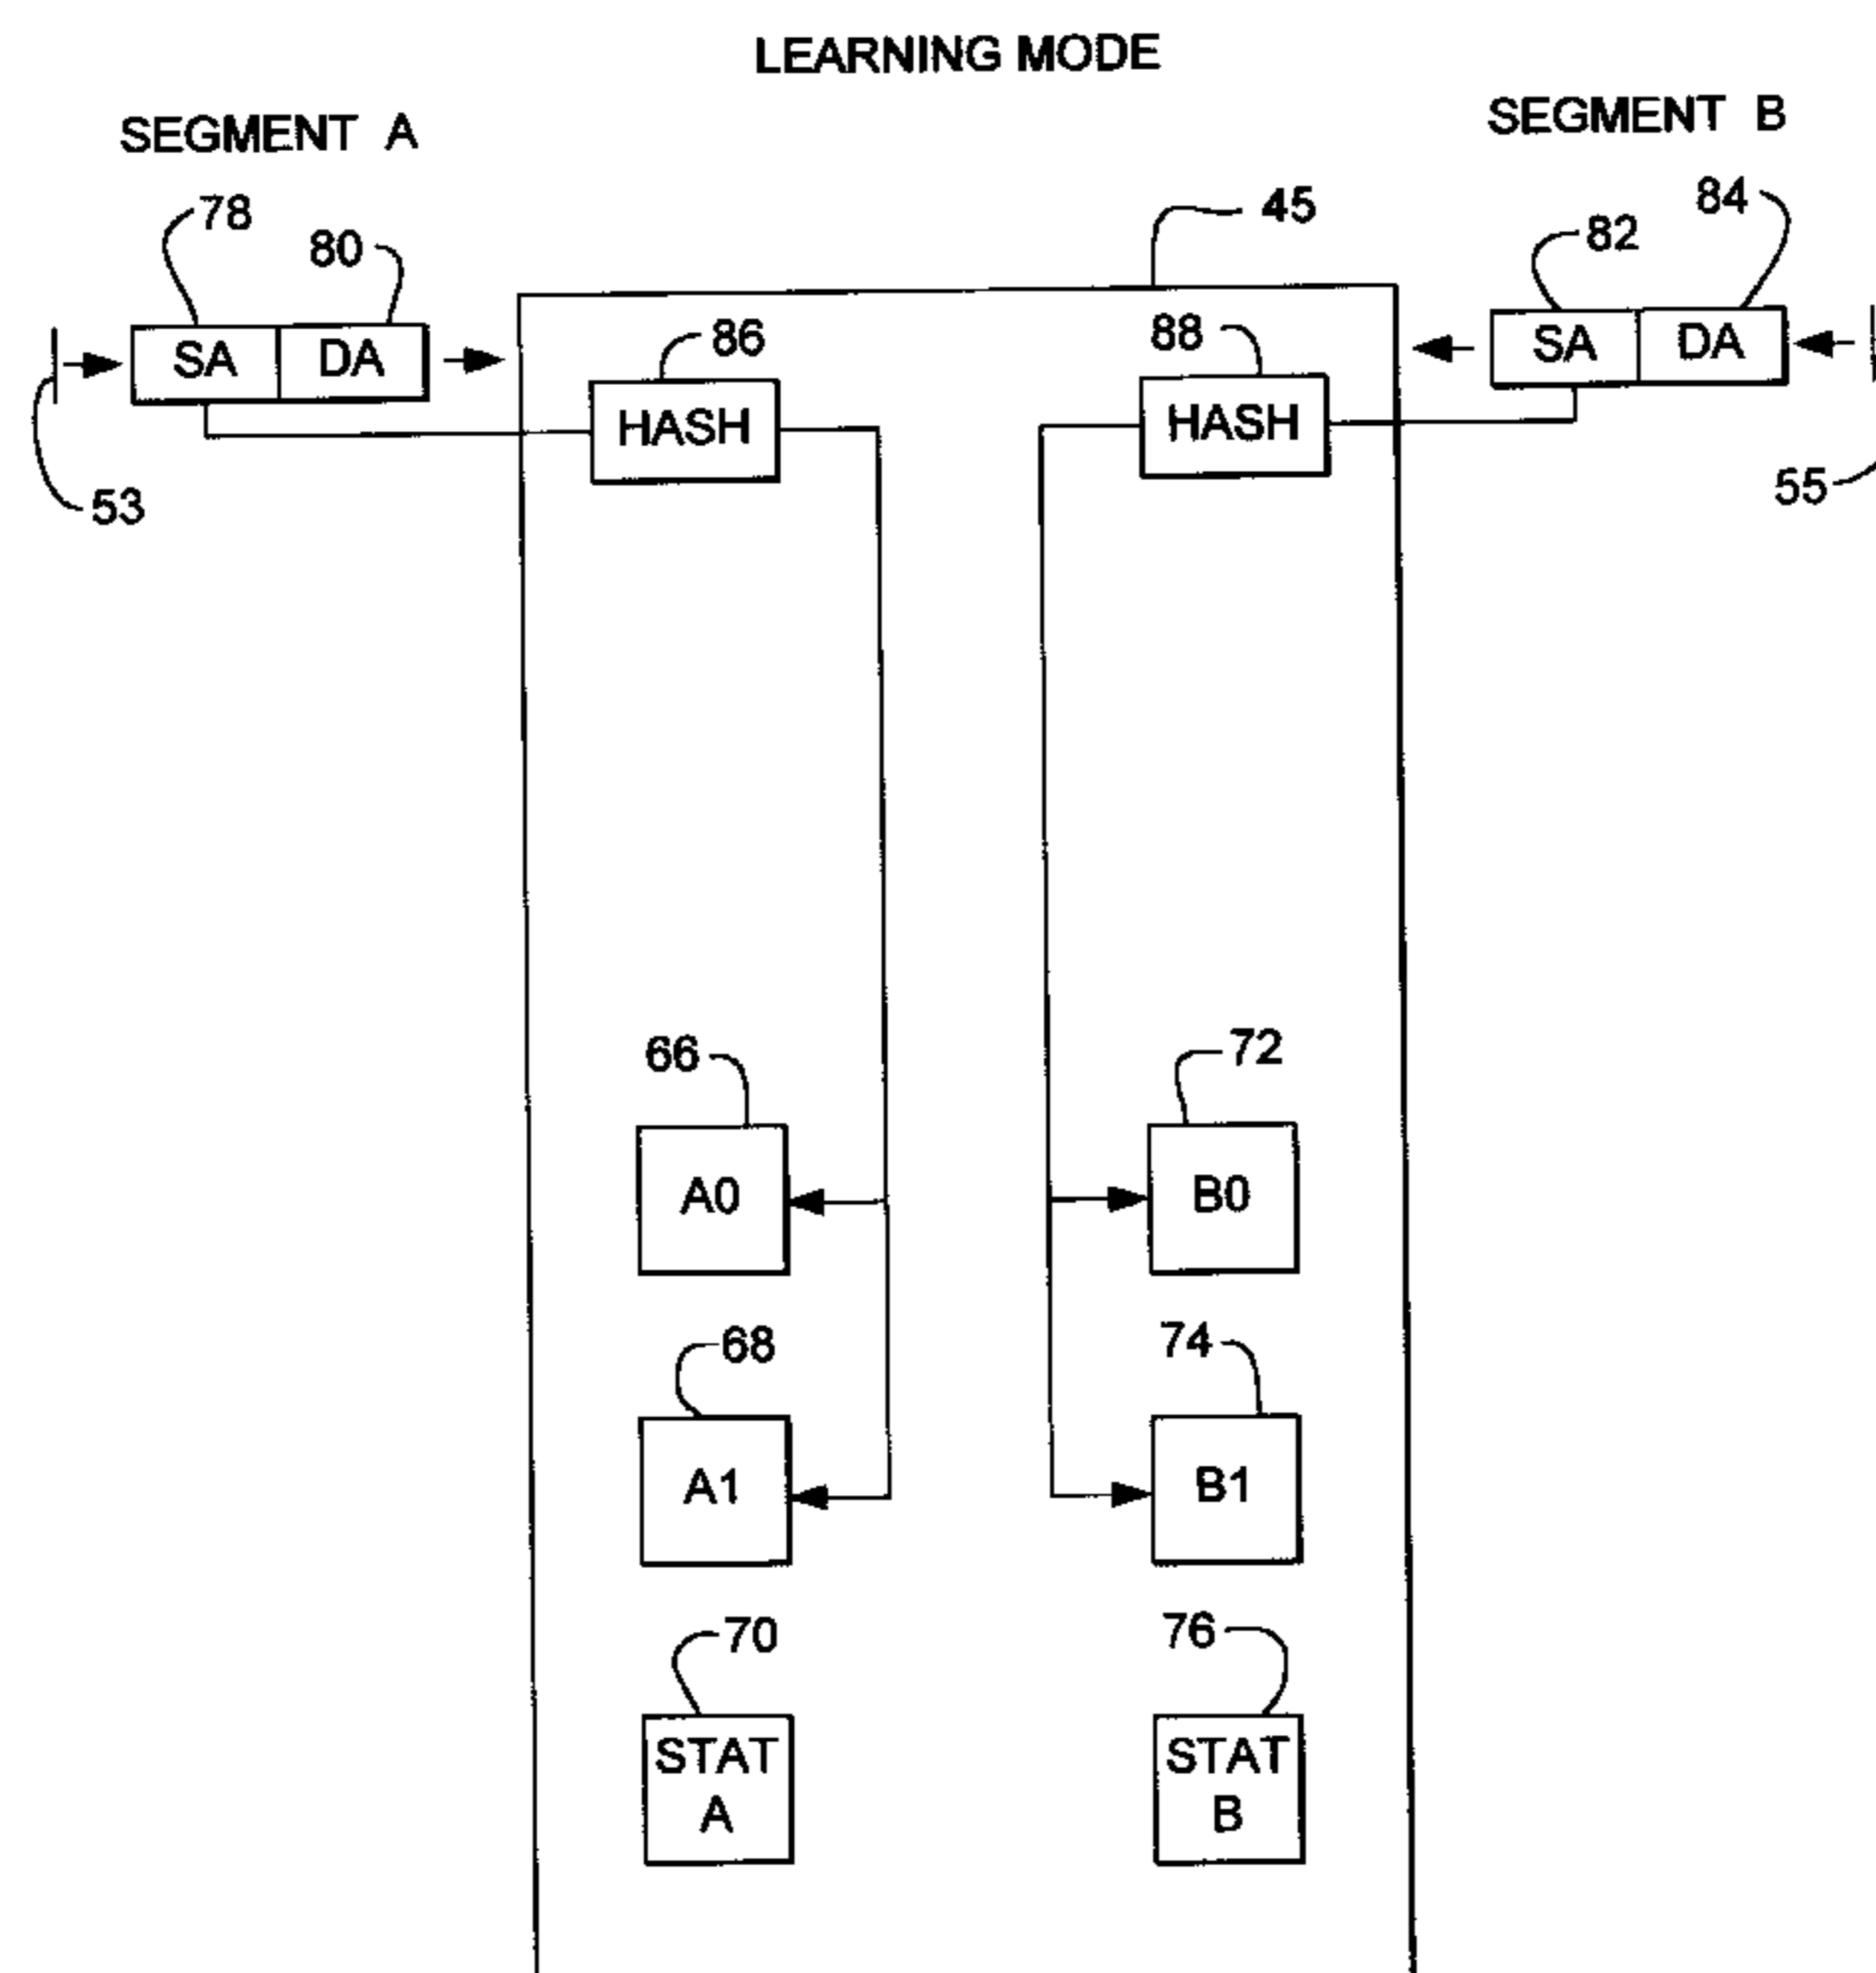 LEARNING MODE
SEGMENT A
SEGMENT B
78
80
45
82
84
SA DA
86
88
SA DA
HASH
HASH
53
55
66
72
A0
B0
68
74
A1
B1
70
76
STAT
A
STAT
B